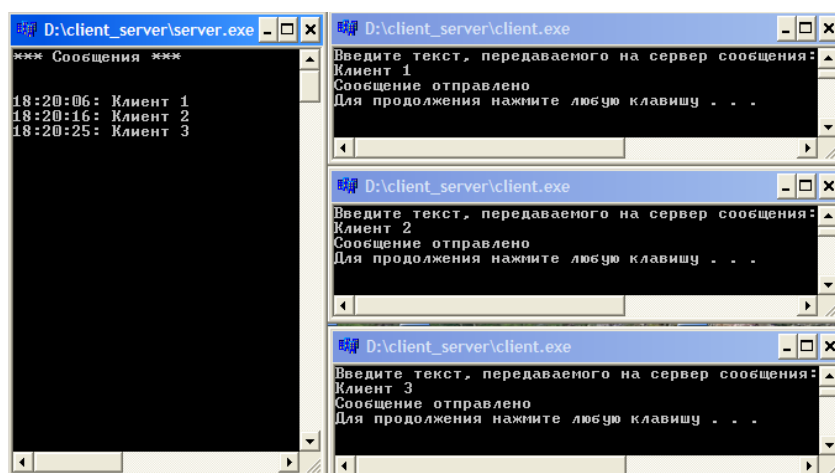 D:\client_server\server.exe
*** Сообщения ***
18:20:06: Клиент 1
18:20:16: Клиент 2
18:20:25: Клиент 3
D:\client_server\client.exe
Введите текст, передаваемого на сервер сообщения:
Клиент 1
Сообщение отправлено
Для продолжения нажмите любую клавишу . . .
D:\client_server\client.exe
Введите текст, передаваемого на сервер сообщения:
Клиент 2
Сообщение отправлено
Для продолжения нажмите любую клавишу . . .
D:\client_server\client.exe
Введите текст, передаваемого на сервер сообщения:
Клиент 3
Сообщение отправлено
Для продолжения нажмите любую клавишу . . .